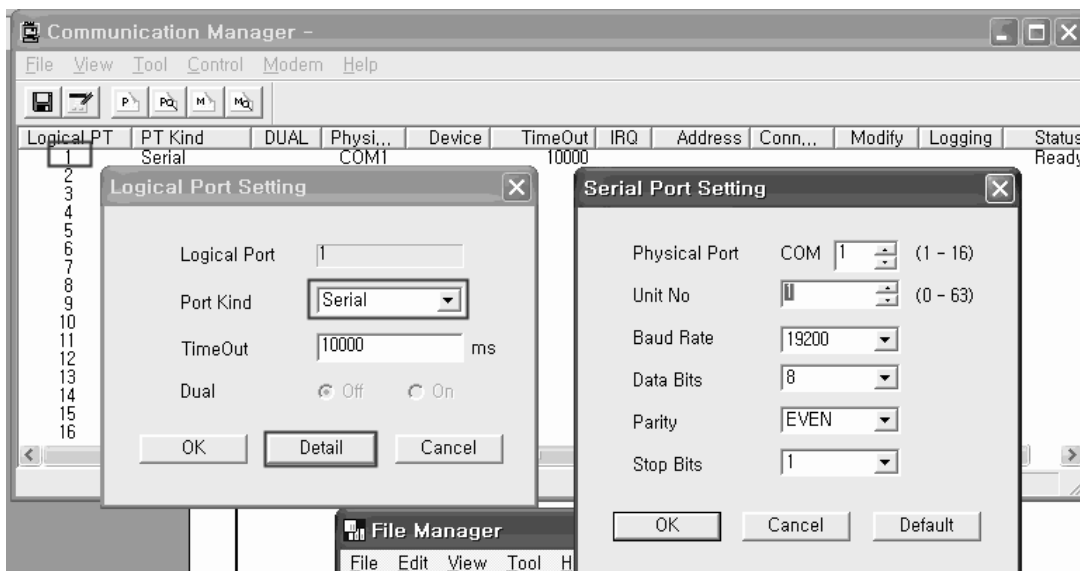 Communication Manager -
File View Tool Control Modem Help
P PQ M MQ
Logical PT PT Kind DUAL Physi... Device TimeOut IRQ Address Conn... Modify Logging Status
1 Serial COM1 10000 Ready
2
3
4
5
6
7
8
9
10
11
12
13
14
15
16
Logical Port Setting
Logical Port 1
Port Kind Serial
TimeOut 10000 ms
Dual Off On
OK Detail Cancel
Serial Port Setting
Physical Port COM 1 (1 - 16)
Unit No 1 (0 - 63)
Baud Rate 19200
Data Bits 8
Parity EVEN
Stop Bits 1
OK Cancel Default
File Manager
File Edit View Tool H